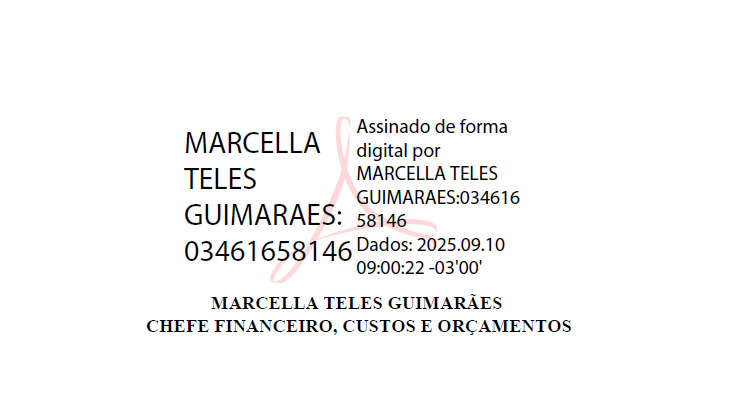 MARCELLA
TELES
GUIMARAES:
03461658146
Assinado de forma
digital por
MARCELLA TELES
GUIMARAES:034616
58146
Dados: 2025.09.10
09:00:22 -03'00'
MARCELLA TELES GUIMARÃES
CHEFE FINANCEIRO, CUSTOS E ORÇAMENTOS